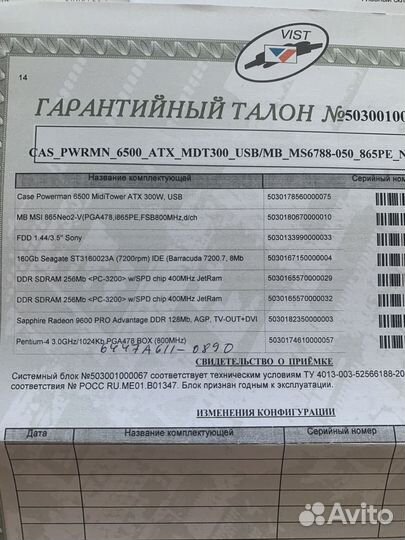 VIST
14
ГАРАНТИЙНЫЙ ТАЛОН №50300100
CAS_PWRMN_6500_ATX_MDT300_USB/MB_MS6788-050_865PE_N
Название комплектующей Серийный номер
Case Powerman 6500 MidiTower ATX 300W, USB 5030178560000075
MB MSI 865Neo2-V(PGA478,i865PE,FSB800MHz,d/ch 5030180670010
FDD 1.44/3.5" Sony 5030133990000033
160Gb Seagate ST3160023A (7200rpm) IDE (Barracuda 7200.7, 8Mb 5030167150000004
DDR SDRAM 256Mb <PC-3200> w/SPD chip 400MHz JetRam 5030165570000029
DDR SDRAM 256Mb <PC-3200> w/SPD chip 400MHz JetRam 5030165570000032
Sapphire Radeon 9600 PRO Advantage DDR 128Mb, AGP, TV-OUT+DVI 5030182350000003
Pentium-4 3.0GHz/1024Kb PGA478 BOX (800MHz) 5030174610000057
6447A611-0890
СВИДЕТЕЛЬСТВО О ПРИЁМКЕ
Системный блок №503001000067 соответствует техническим условиям ТУ 4013-003-52566188-20
соответствия № РОСС RU.ME01.B01347. Блок признан годным к эксплуатации.
ИЗМЕНЕНИЯ КОНФИГУРАЦИИ
Дата Название комплектующей Серийный номер
Avito